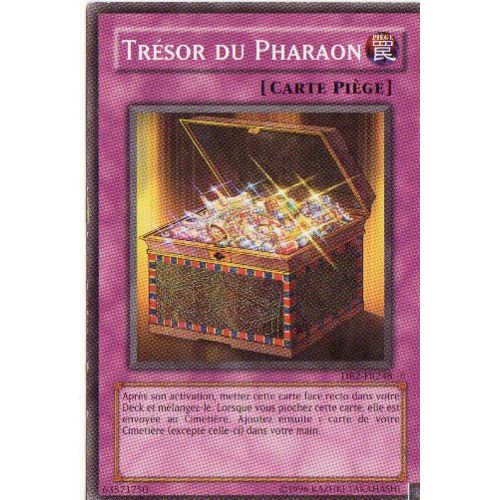 TRÉSOR DU PHARAON
PIÈGE
罠
[CARTE PIÈGE]
DB2-FR248
Après son activation, mettez cette carte face recto dans votre
Deck et mélangez-le. Lorsque vous piochez cette carte, elle est
envoyée au Cimetière. Ajoutez ensuite 1 carte de votre
Cimetière (excepté celle-ci) dans votre main.
63571750
©1996 KAZUKI TAKAHASHI